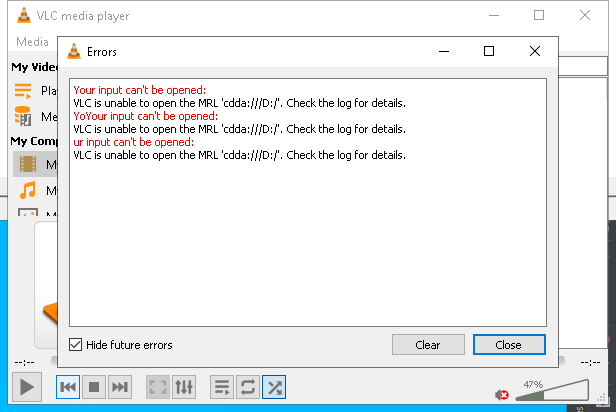 VLC media player
Media
Errors
My Video
Pla
Me
My Comp
My
My
M
Your input can't be opened:
VLC is unable to open the MRL 'cdda:///D:/'. Check the log for details.
YoYour input can't be opened:
VLC is unable to open the MRL 'cdda:///D:/'. Check the log for details.
ur input can't be opened:
VLC is unable to open the MRL 'cdda:///D:/'. Check the log for details.
Hide future errors
Clear
Close
--:--
--:--
47%